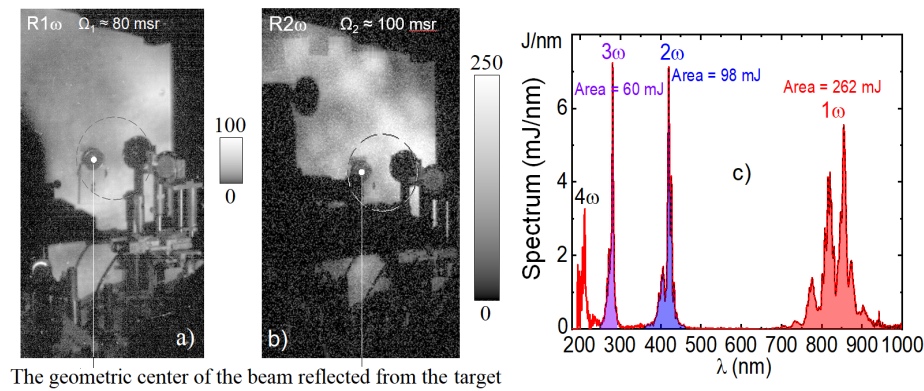 R1ω Ω₁ ≈ 80 msr
100
0
a)
R2ω Ω₂ ≈ 100 msr
250
0
b)
The geometric center of the beam reflected from the target
J/nm
Spectrum (mJ/nm)
6
4
2
0
4ω
3ω
Area = 60 mJ
2ω
Area = 98 mJ
Area = 262 mJ
1ω
c)
200 300 400 500 600 700 800 900 1000
λ (nm)